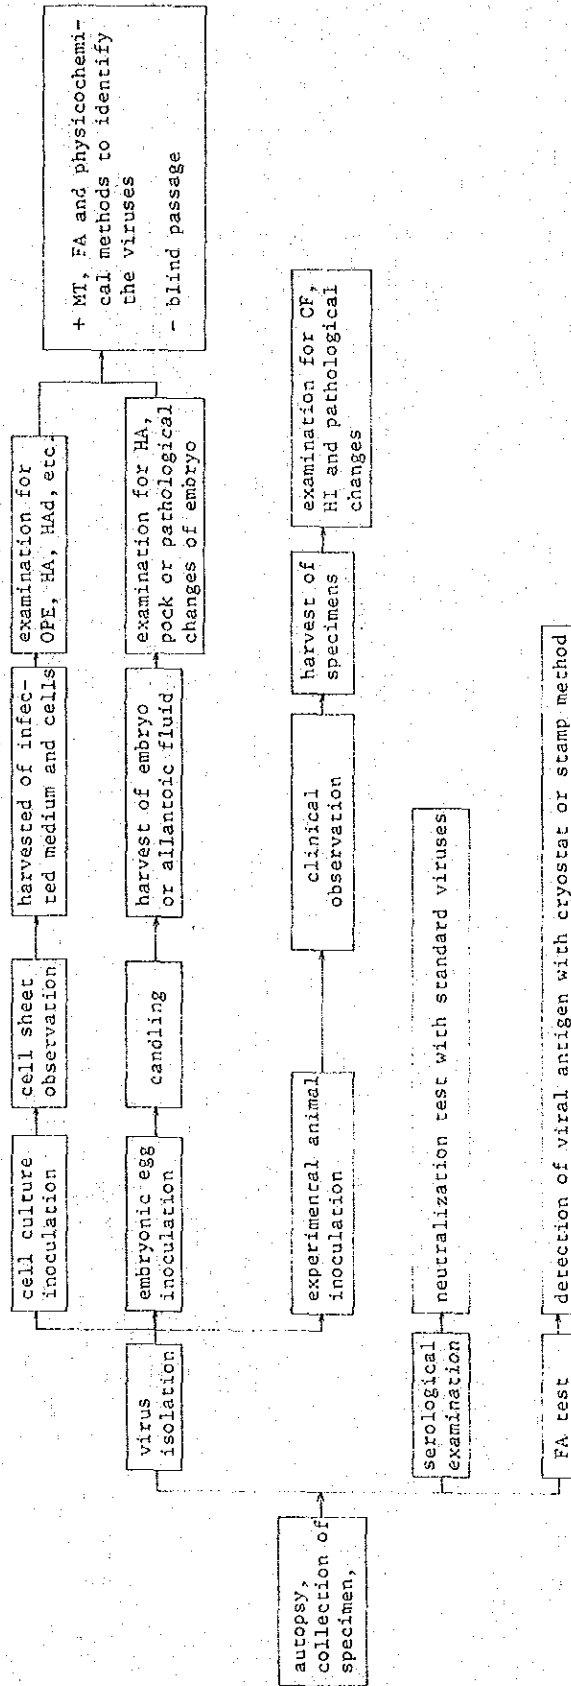 autopsy,
collection of
specimen,
virus
isolation
cell culture
inoculation
cell sheet
observation
harvested of infec-
ted medium and cells
examination for
OPE, HA, HAd, etc.
embryonic egg
inoculation
candling
harvest of embryo
or allantoic fluid
examination for HA,
pock or pathological
changes of embryo
+ MT, FA and physicochemi-
cal methods to identify
the viruses
- blind passage
experimental animal
inoculation
clinical
observation
harvest of
specimens
examination for CF,
HI and pathological
changes
serological
examination
neutralization test with standard viruses
FA test
detection of viral antigen with cryostat or stamp method